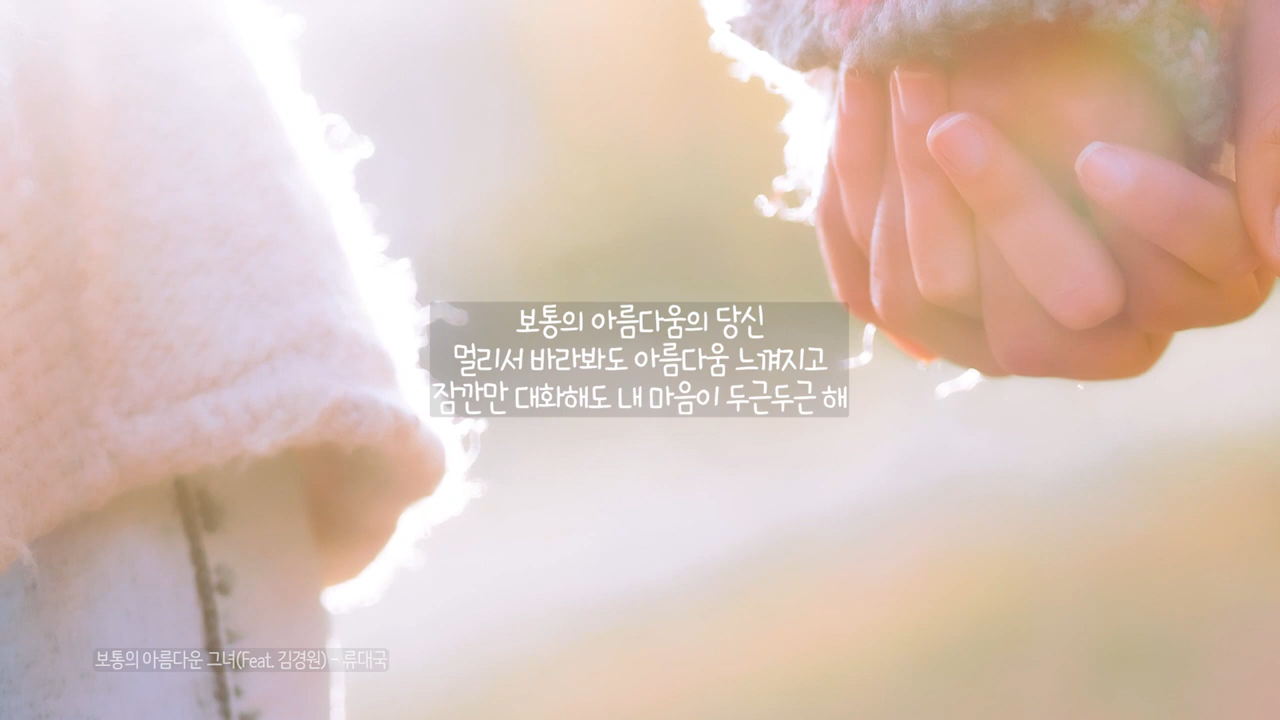 보통의 아름다움의 당신
멀리서 바라봐도 아름다움 느껴지고
잠깐만 대화해도 내 마음이 두근두근 해
보통의 아름다운 그녀(Feat. 김경원) - 류대국